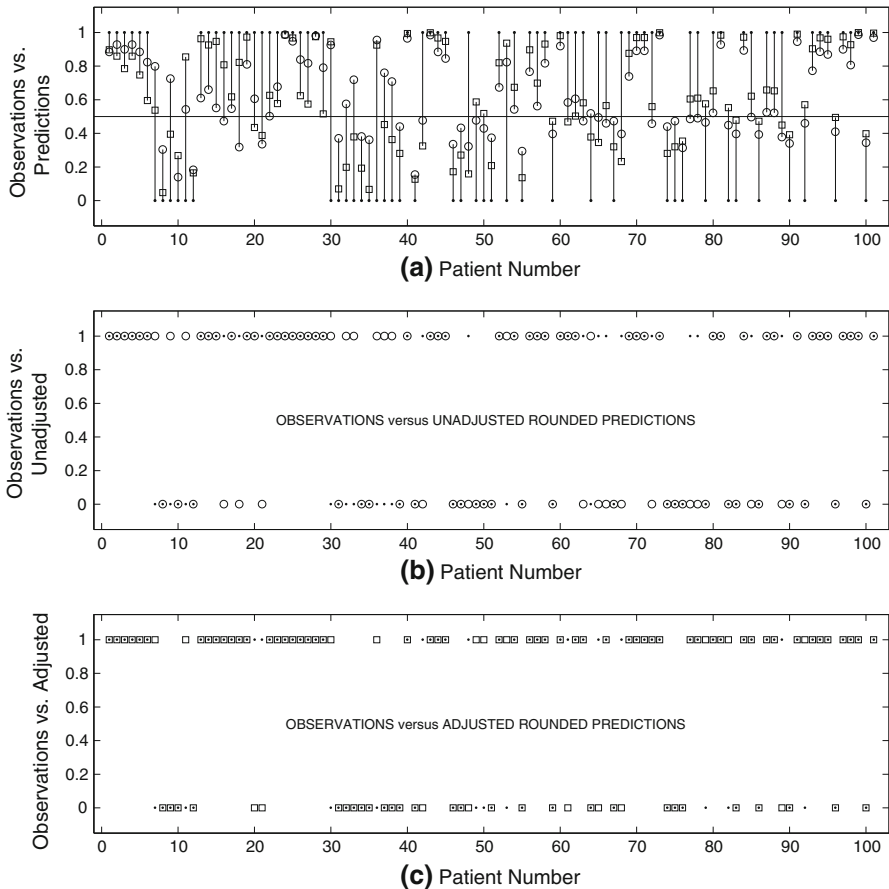 Observations vs.
Predictions
1
0.8
0.6
0.4
0.2
0
0 10 20 30 40 50 60 70 80 90 100
(a) Patient Number
Observations vs.
Unadjusted
1
0.8
0.6
0.4
0.2
0
OBSERVATIONS versus UNADJUSTED ROUNDED PREDICTIONS
0 10 20 30 40 50 60 70 80 90 100
(b) Patient Number
Observations vs. Adjusted
1
0.8
0.6
0.4
0.2
0
OBSERVATIONS versus ADJUSTED ROUNDED PREDICTIONS
0 10 20 30 40 50 60 70 80 90 100
(c) Patient Number